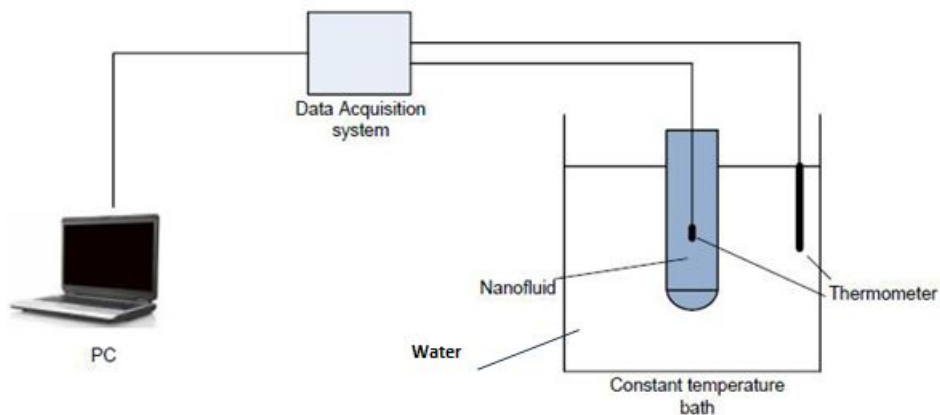 Data Acquisition
system
Nanofluid
Thermometer
PC
Water
Constant temperature
bath